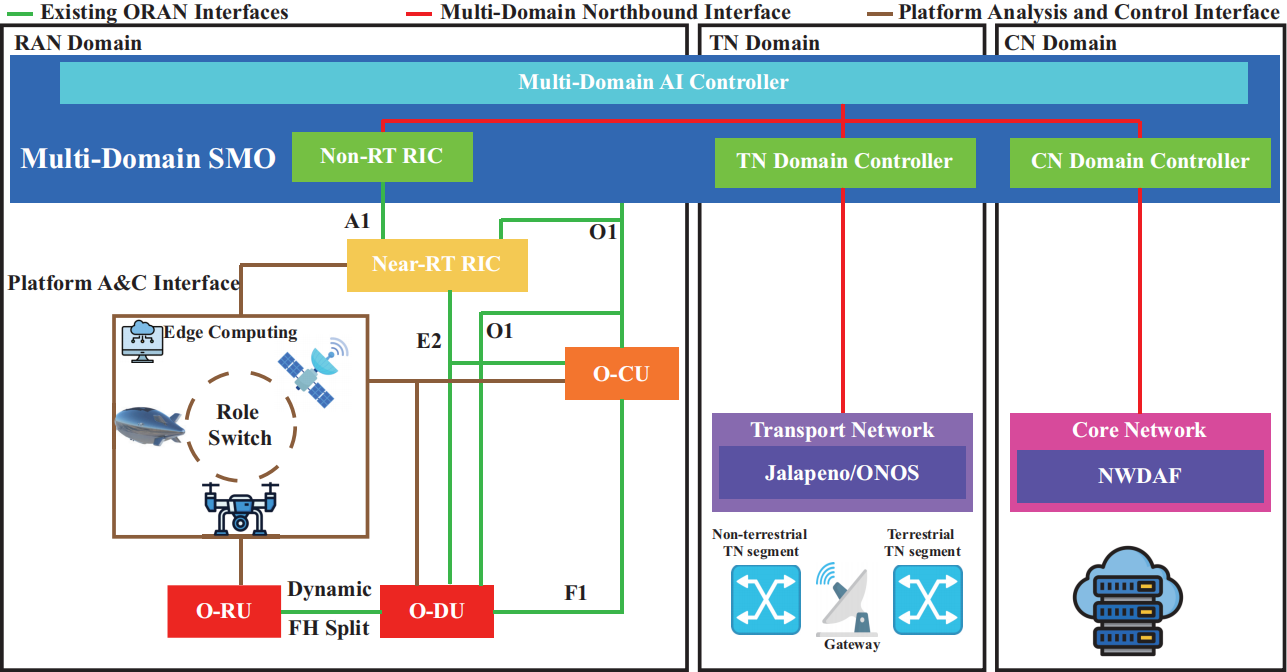 Existing ORAN Interfaces
Multi-Domain Northbound Interface
Platform Analysis and Control Interface
RAN Domain
TN Domain
CN Domain
Multi-Domain AI Controller
Multi-Domain SMO
Non-RT RIC
TN Domain Controller
CN Domain Controller
A1
O1
Near-RT RIC
Platform A&C Interface
Edge Computing
E2
O1
O-CU
Role
Switch
Transport Network
Jalapeno/ONOS
Core Network
NWDAF
Non-terrestrial
TN segment
Terrestrial
TN segment
Gateway
O-RU
Dynamic
FH Split
O-DU
F1